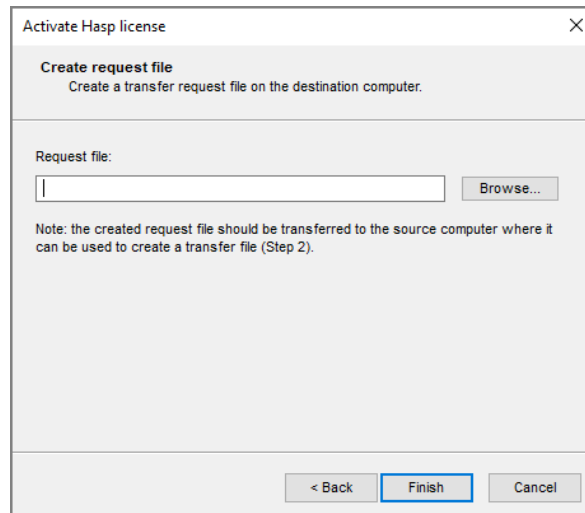 Activate Hasp license
Create request file
Create a transfer request file on the destination computer.
Request file:
Browse...
Note: the created request file should be transferred to the source computer where it
can be used to create a transfer file (Step 2).
< Back
Finish
Cancel